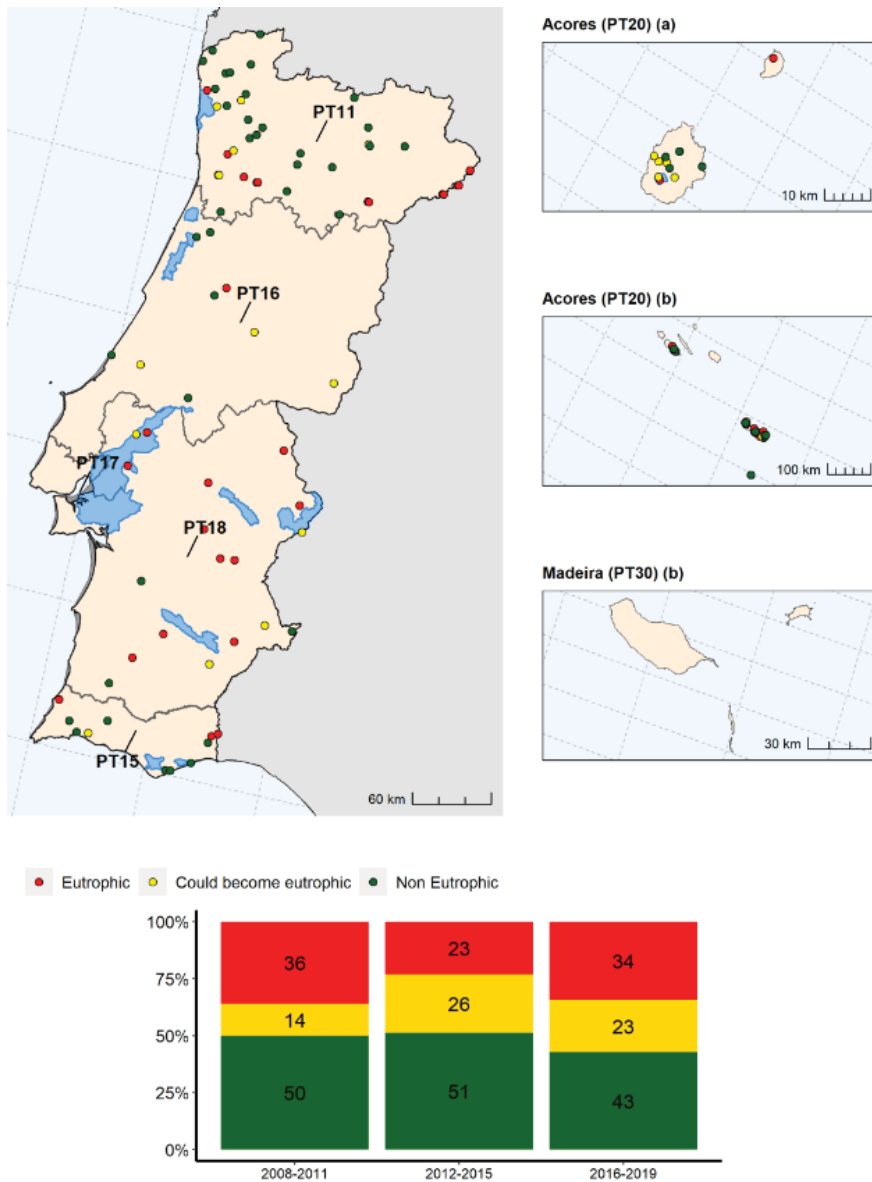 PT11
PT16
PT17
PT18
PT15
60 km
Acores (PT20) (a)
10 km
Acores (PT20) (b)
100 km
Madeira (PT30) (b)
30 km
Eutrophic Could become eutrophic Non Eutrophic
100%
75%
50%
25%
0%
36
14
50
23
26
51
34
23
43
2008-2011 2012-2015 2016-2019